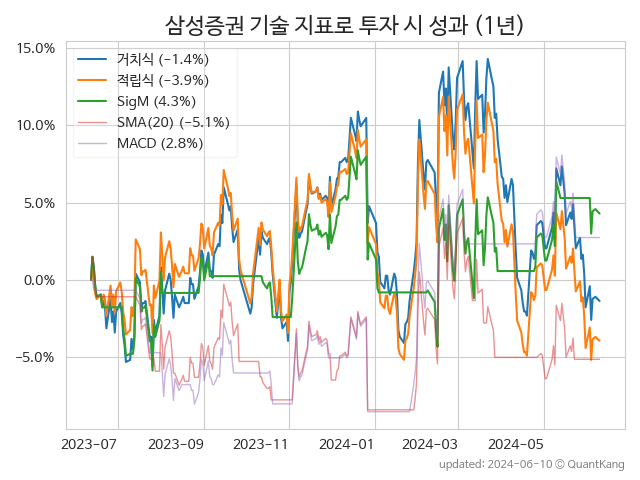 삼성증권 기술 지표로 투자 시 성과 (1년)
15.0%
10.0%
5.0%
0.0%
−5.0%
거치식 (−1.4%)
적립식 (−3.9%)
SigM (4.3%)
SMA(20) (−5.1%)
MACD (2.8%)
2023-07 2023-09 2023-11 2024-01 2024-03 2024-05
updated: 2024-06-10 © QuantKang